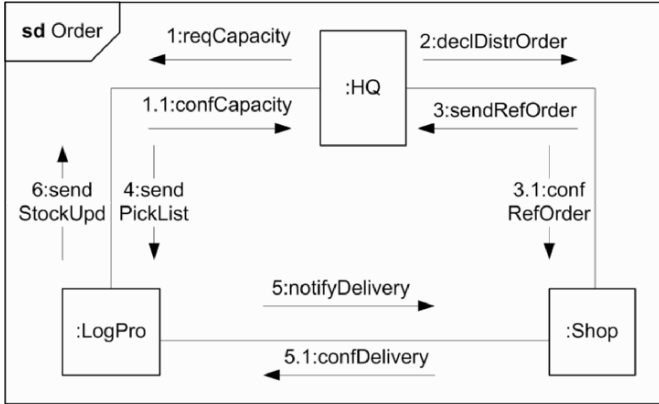 sd Order
1:reqCapacity
2:declDistrOrder
:HQ
1.1:confCapacity
3:sendRefOrder
6:send
StockUpd
4:send
PickList
3.1:conf
RefOrder
5:notifyDelivery
:LogPro
:Shop
5.1:confDelivery